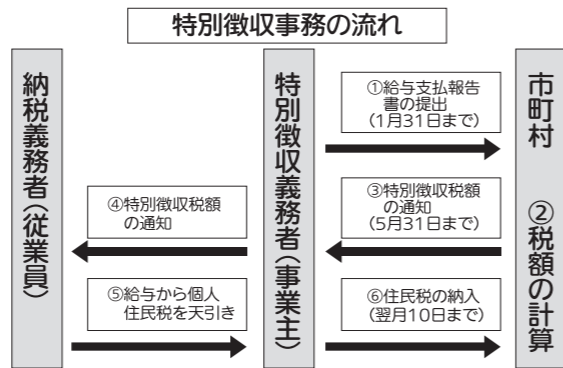 特別徴収事務の流れ
納税義務者(従業員)
特別徴収義務者(事業主)
市町村 ②税額の計算
①給与支払報告
書の提出
(1月31日まで)
③特別徴収税額
の通知
(5月31日まで)
④特別徴収税額
の通知
⑤給与から個人
住民税を天引き
⑥住民税の納入
(翌月10日まで)